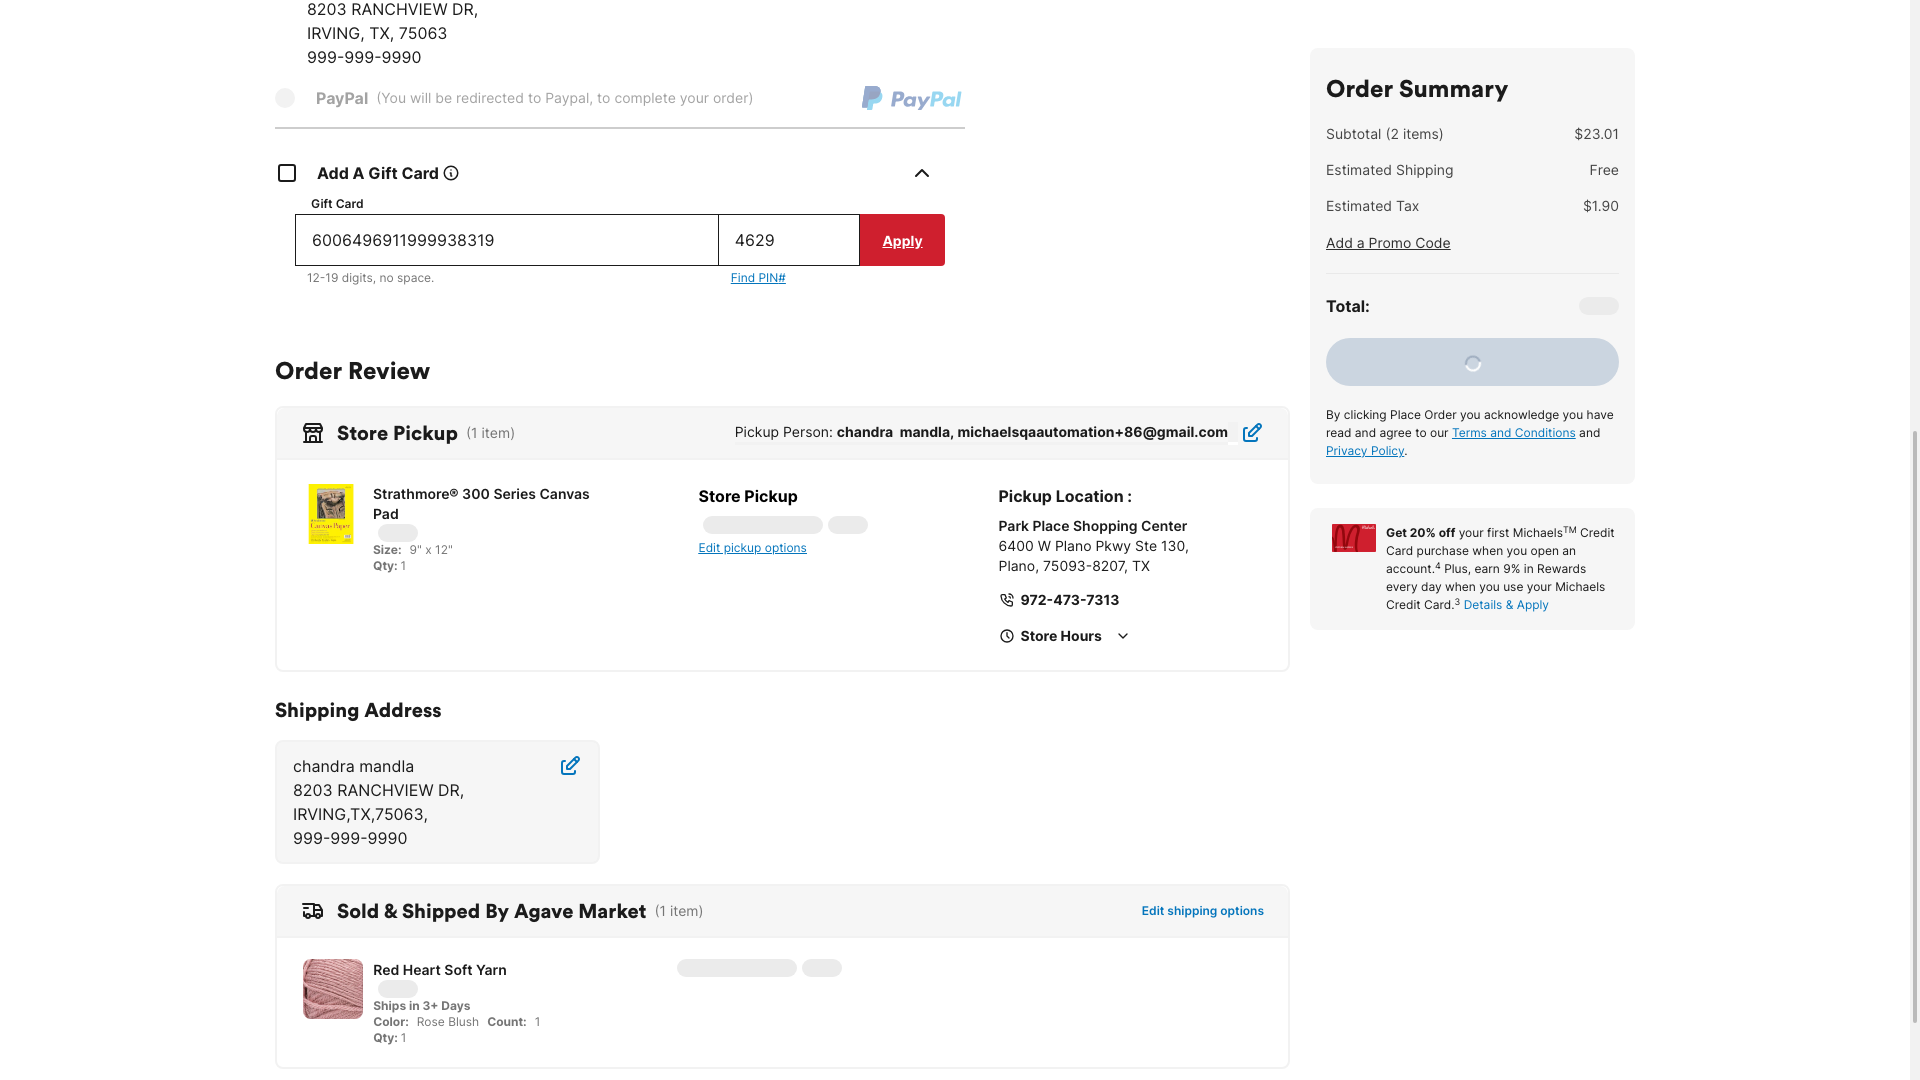 8203 RANCHVIEW DR,
IRVING, TX, 75063
999-999-9990
PayPal (You will be redirected to Paypal, to complete your order)
PayPal
Add A Gift Card
Gift Card
6006496911999938319
4629
Apply
12-19 digits, no space.
Find PIN#
Order Review
Store Pickup (1 item)
Pickup Person: chandra mandla, michaelsqaautomation+86@gmail.com
Strathmore® 300 Series Canvas
Pad
Size: 9" x 12"
Qty: 1
Store Pickup
Edit pickup options
Pickup Location :
Park Place Shopping Center
6400 W Plano Pkwy Ste 130,
Plano, 75093-8207, TX
972-473-7313
Store Hours
Shipping Address
chandra mandla
8203 RANCHVIEW DR,
IRVING,TX,75063,
999-999-9990
Sold & Shipped By Agave Market (1 item)
Edit shipping options
Red Heart Soft Yarn
Ships in 3+ Days
Color: Rose Blush Count: 1
Qty: 1
Order Summary
Subtotal (2 items) $23.01
Estimated Shipping Free
Estimated Tax $1.90
Add a Promo Code
Total:
By clicking Place Order you acknowledge you have
read and agree to our Terms and Conditions and
Privacy Policy.
Get 20% off your first Michaels™ Credit
Card purchase when you open an
account.⁴ Plus, earn 9% in Rewards
every day when you use your Michaels
Credit Card.³ Details & Apply